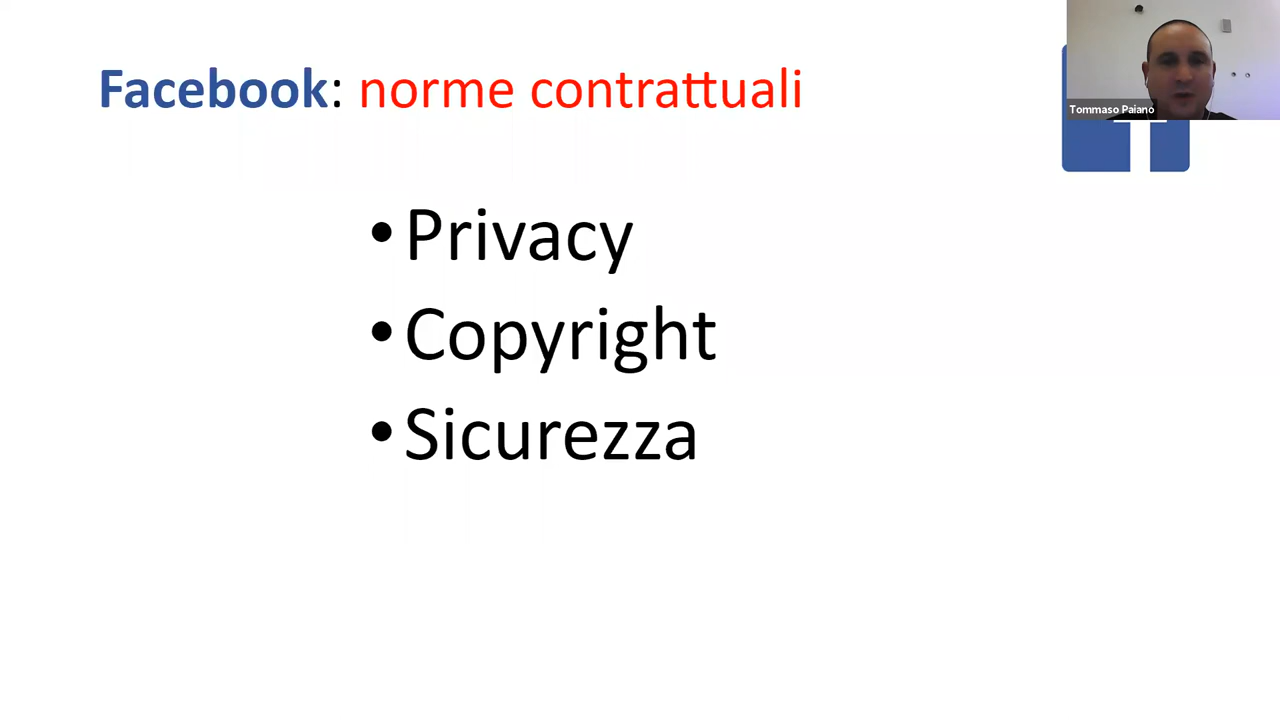 Facebook: norme contrattuali
Tommaso Paiano
• Privacy
• Copyright
• Sicurezza